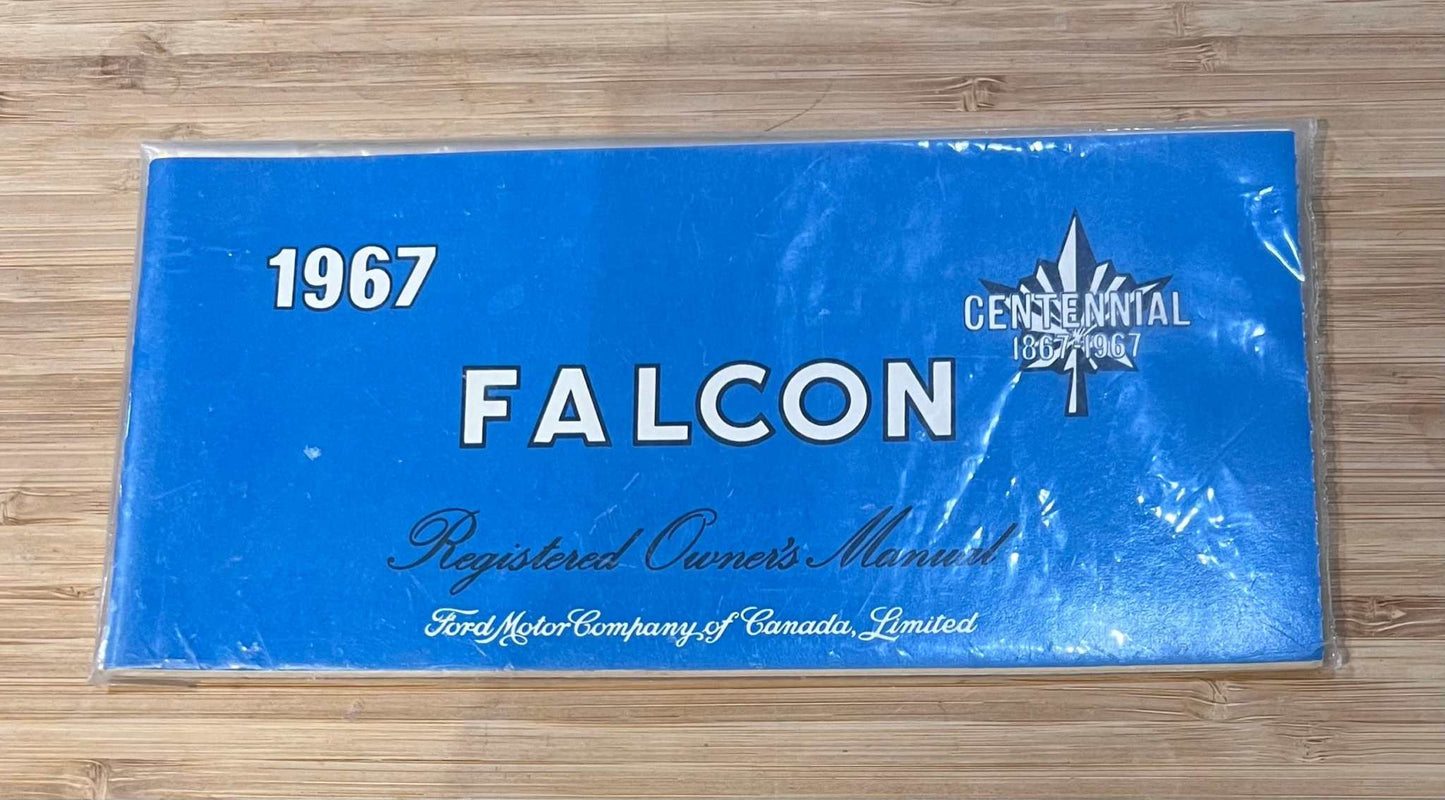 1967
CENTENNIAL
1867-1967
FALCON
Registered Owner's Manual
Ford Motor Company of Canada, Limited